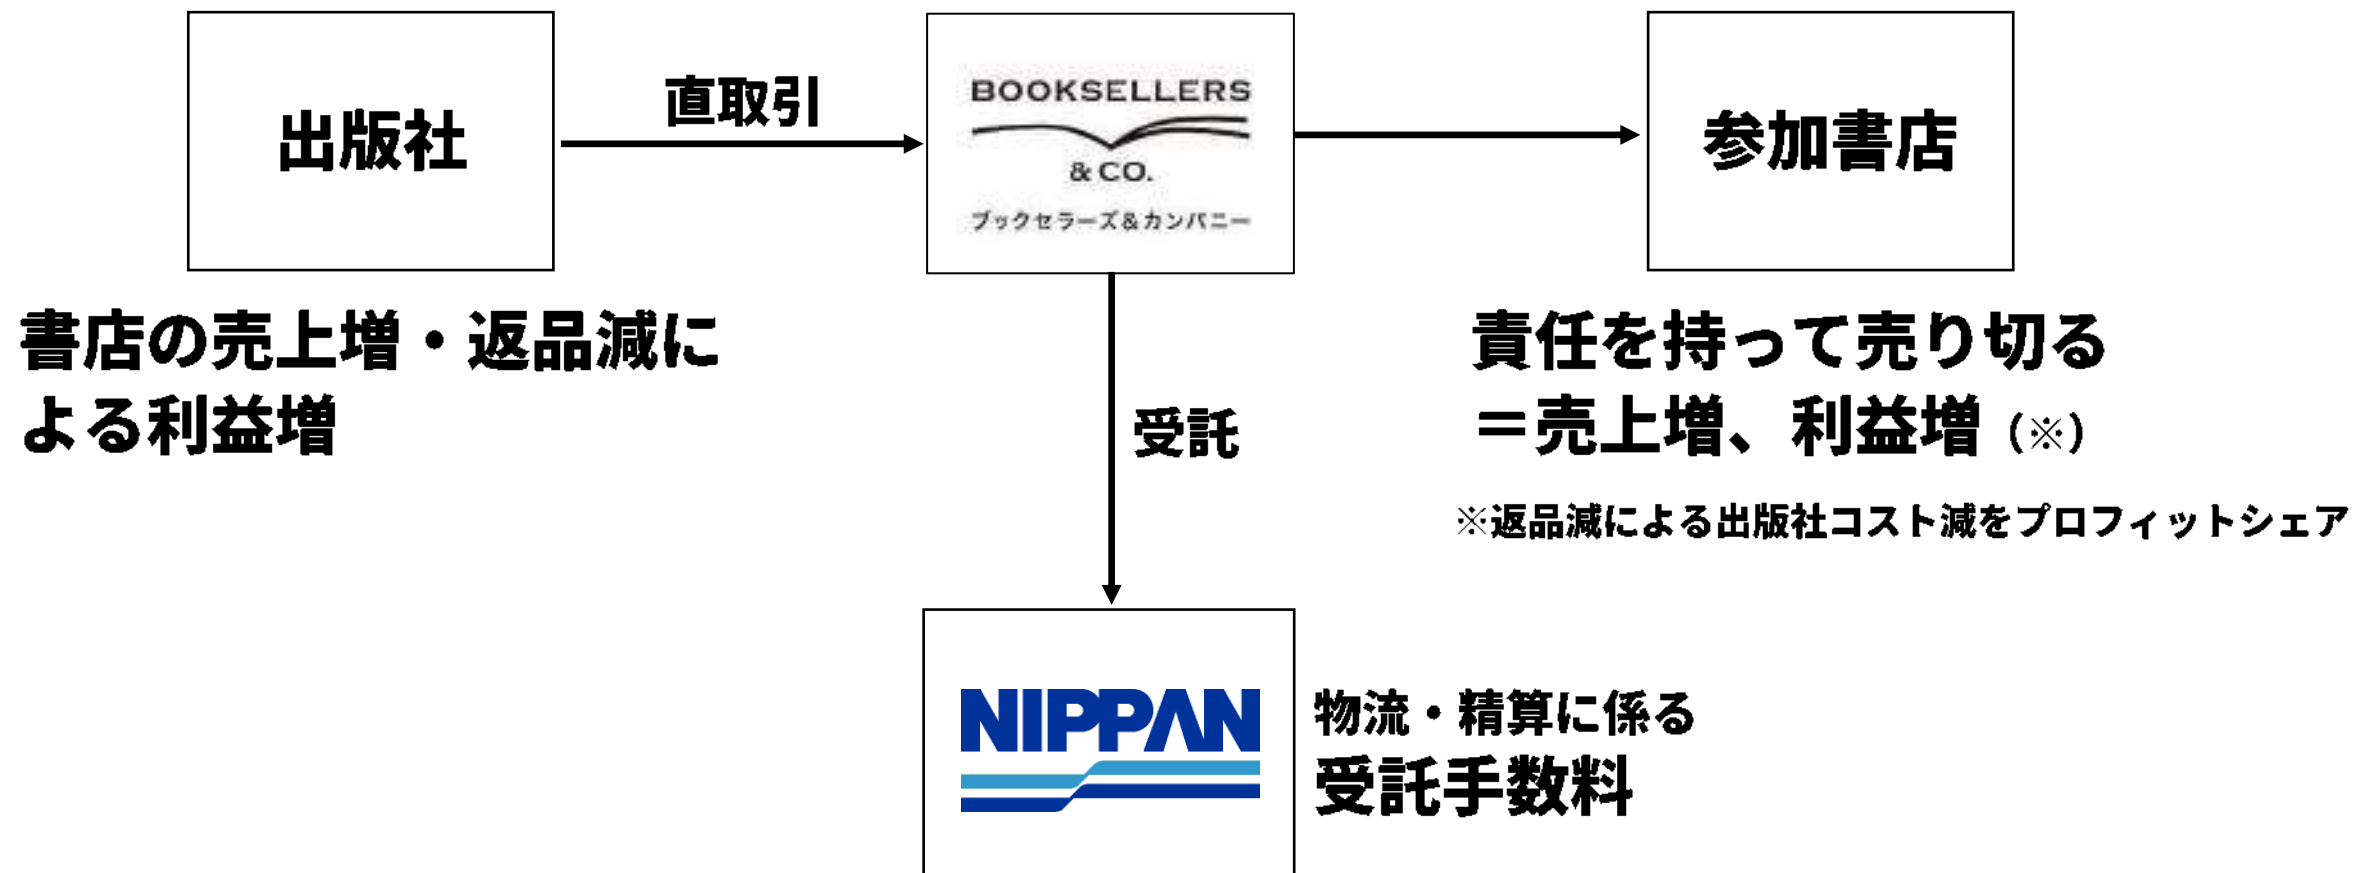 出版社
直取引
BOOKSELLERS
& CO.
ブックセラーズ&カンパニー
参加書店
書店の売上増・返品減に
よる利益増
責任を持って売り切る
=売上増、利益増(※)
※返品減による出版社コスト減をプロフィットシェア
受託
NIPPAN
物流・精算に係る
受託手数料